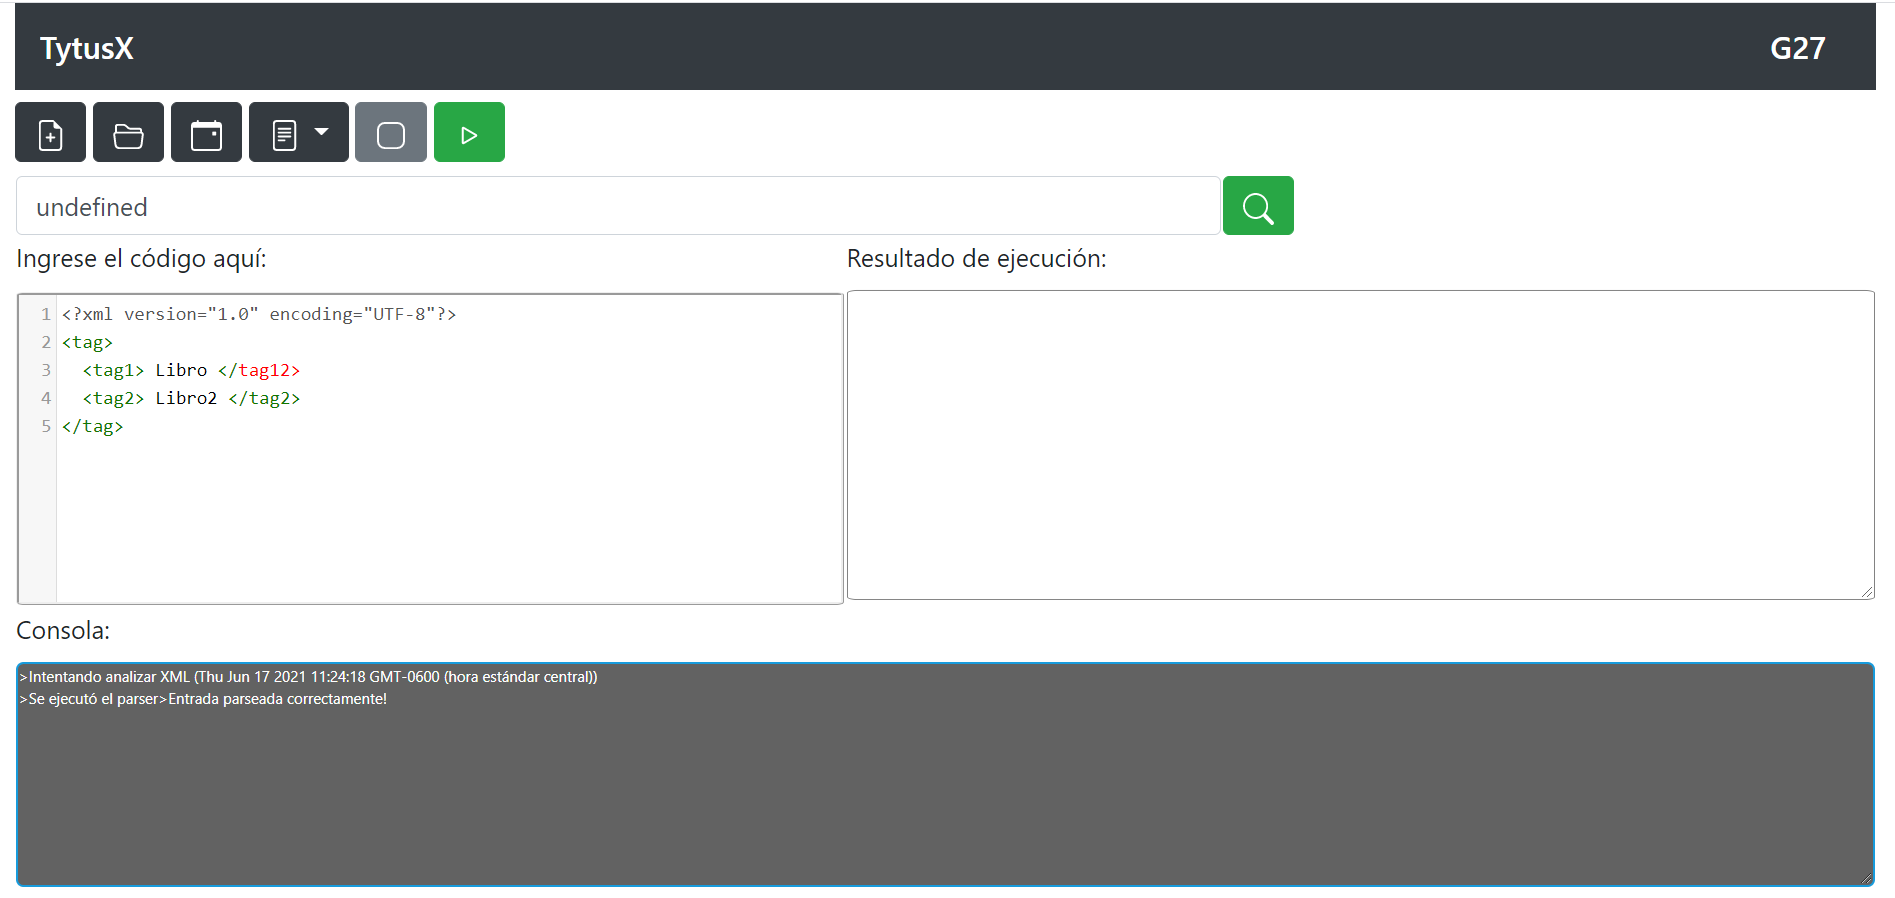 TytusX
G27
undefined
Ingrese el código aquí:
Resultado de ejecución:
1 <?xml version="1.0" encoding="UTF-8"?>
2 <tag>
3   <tag1> Libro </tag12>
4   <tag2> Libro2 </tag2>
5 </tag>
Consola:
>Intentando analizar XML (Thu Jun 17 2021 11:24:18 GMT-0600 (hora estándar central))
>Se ejecutó el parser>Entrada parseada correctamente!